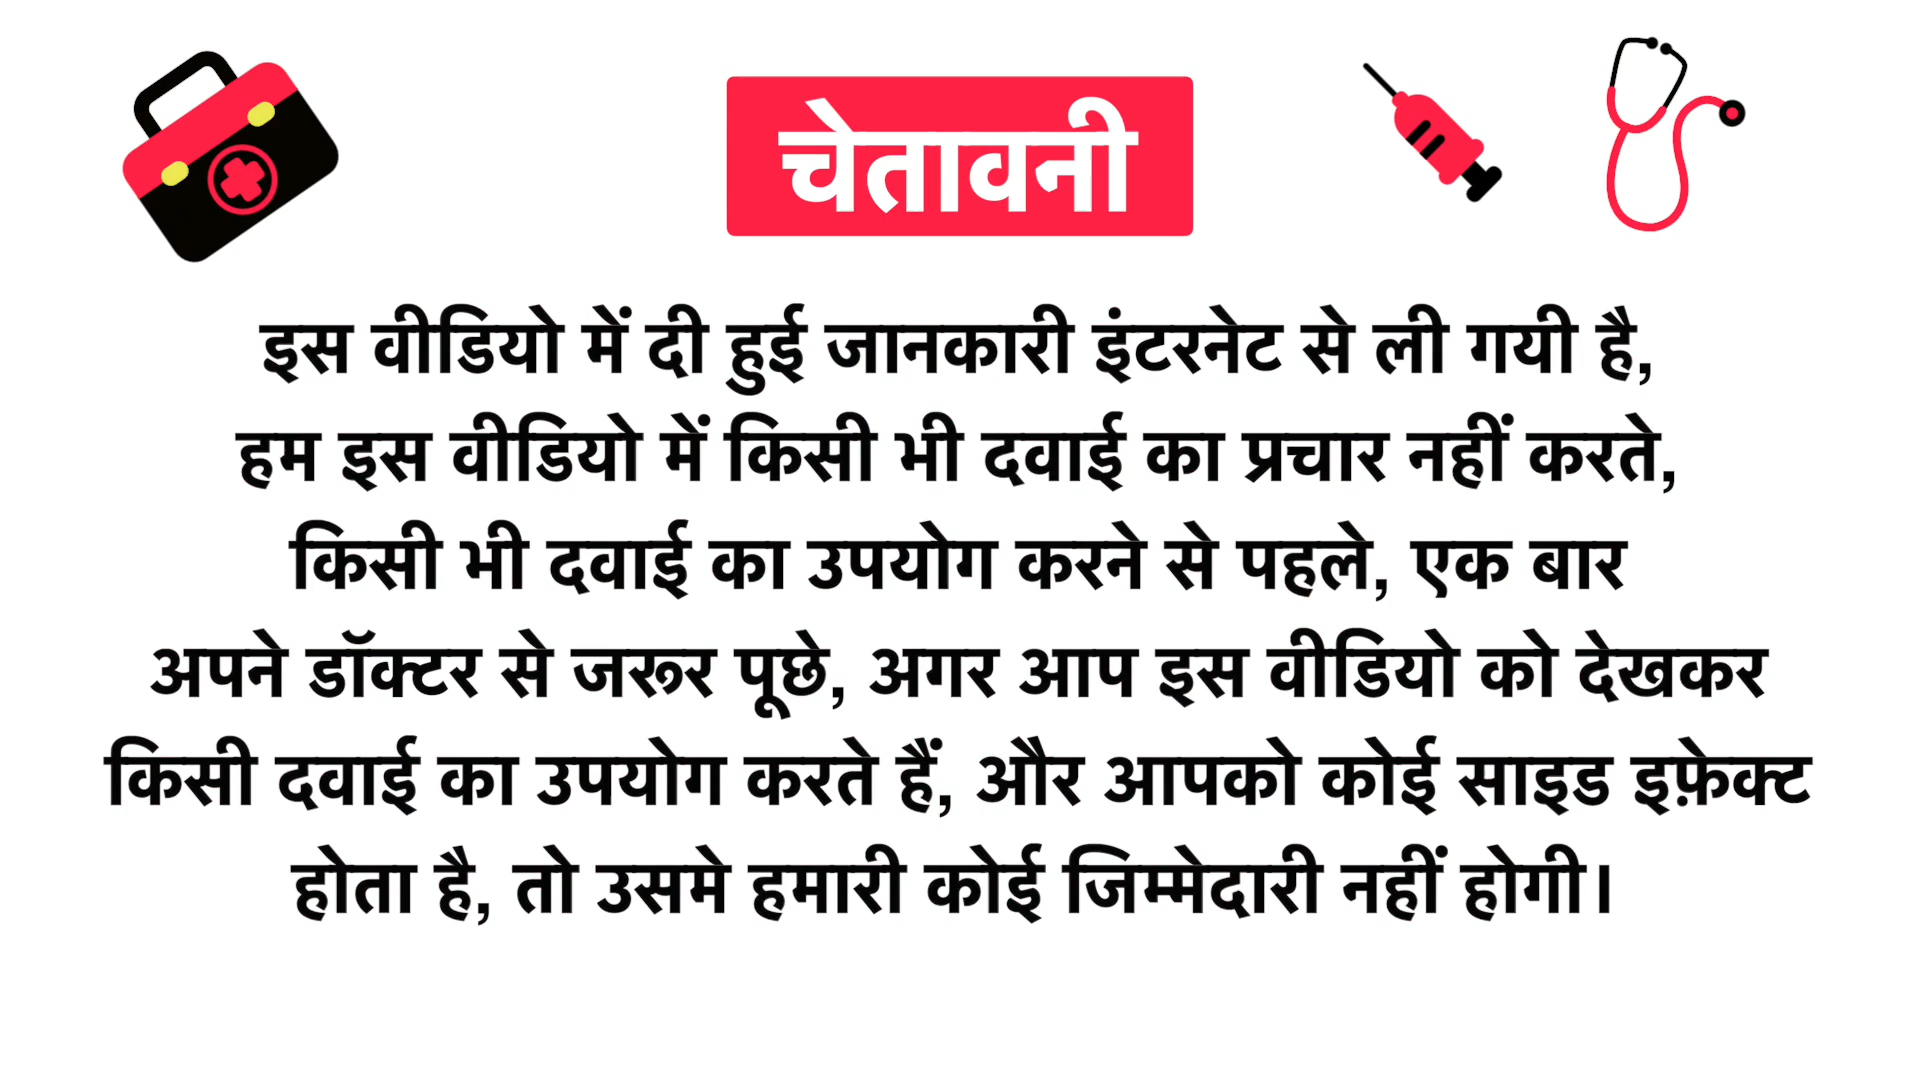 चेतावनी
इस वीडियो में दी हुई जानकारी इंटरनेट से ली गयी है,
हम इस वीडियो में किसी भी दवाई का प्रचार नहीं करते,
किसी भी दवाई का उपयोग करने से पहले, एक बार
अपने डॉक्टर से जरूर पूछे, अगर आप इस वीडियो को देखकर
किसी दवाई का उपयोग करते हैं, और आपको कोई साइड इफ़ेक्ट
होता है, तो उसमे हमारी कोई जिम्मेदारी नहीं होगी।